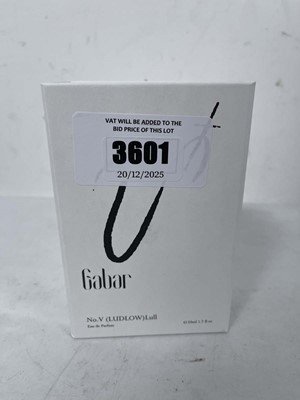 VAT WILL BE ADDED TO THE
BID PRICE OF THIS LOT
3601
20/12/2025
Gabar
No.V (LUDLOW)Lull
Eau de Parfum